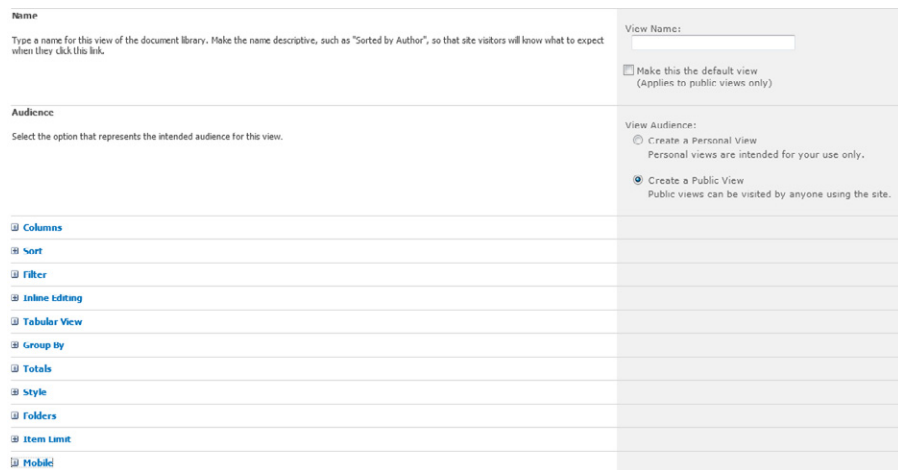 Name
Type a name for this view of the document library. Make the name descriptive, such as "Sorted by Author", so that site visitors will know what to expect
when they click this link.
View Name:
Make this the default view
(Applies to public views only)
Audience
Select the option that represents the intended audience for this view.
View Audience:
Create a Personal View
Personal views are intended for your use only.
Create a Public View
Public views can be visited by anyone using the site.
Columns
Sort
Filter
Inline Editing
Tabular View
Group By
Totals
Style
Folders
Item Limit
Mobile